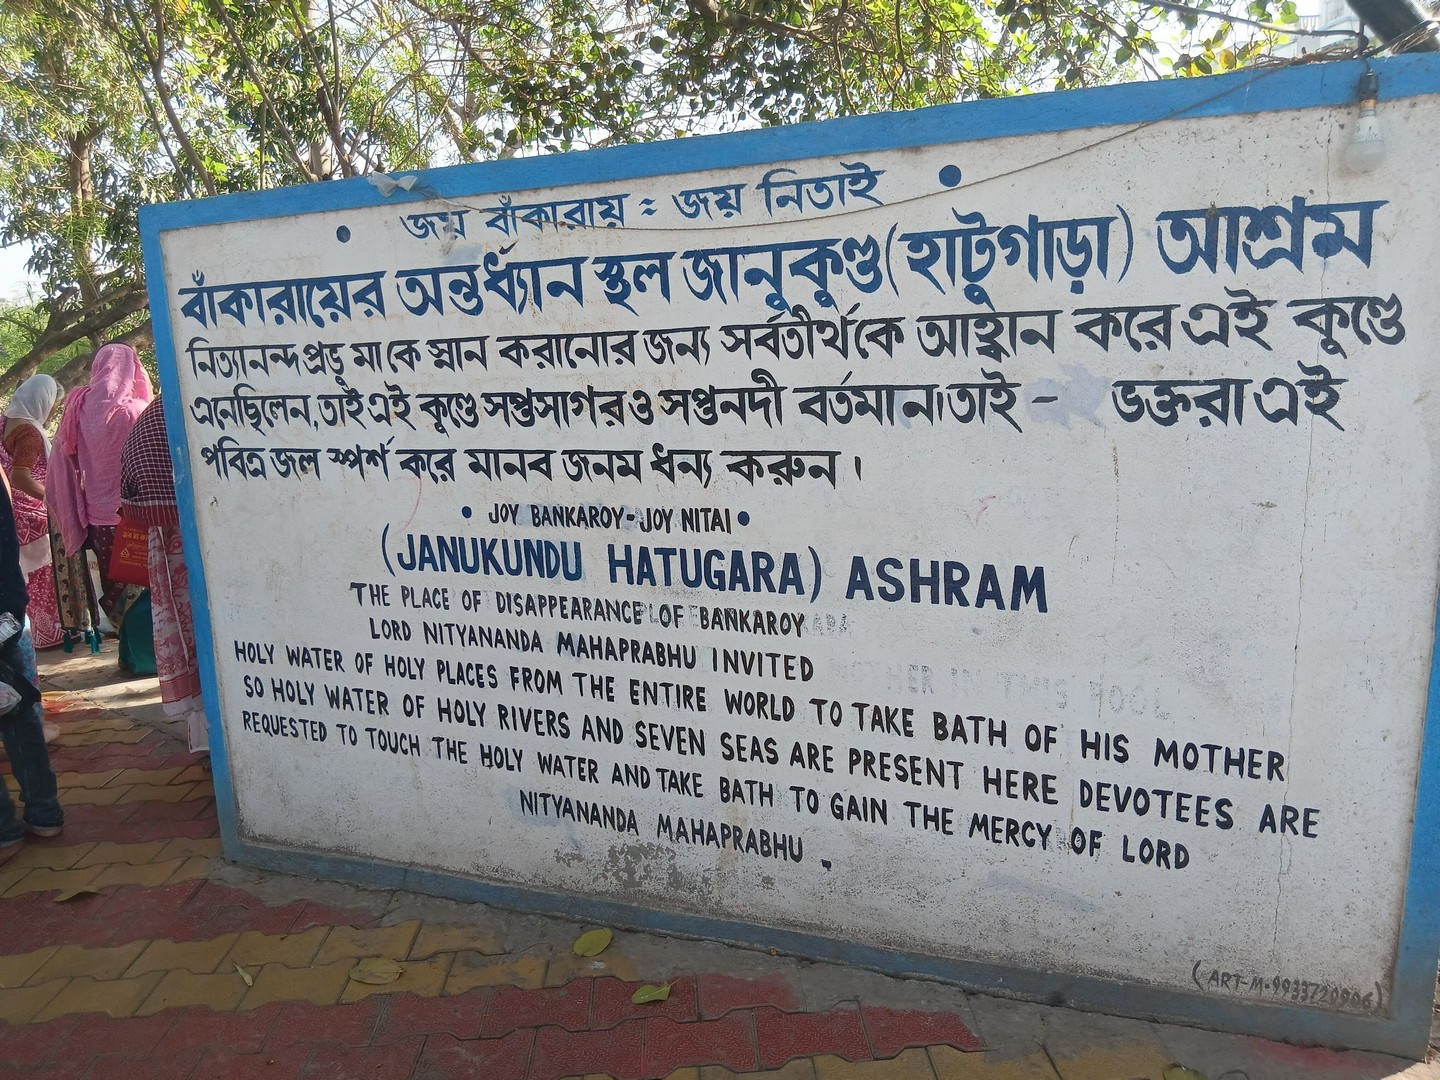 জয় বাঁকারায় ঃ জয় নিতাই
বাঁকারায়ের অন্তর্ধ্যান স্থল জানুকুণ্ড (হাটুগাড়া) আশ্রম
নিত্যানন্দ প্রভু মাকে স্নান করানোর জন্য সর্বতীর্থকে আহ্বান করে এই কুণ্ডে
এনেছিলেন, তাই এই কূণ্ডে সপ্তসাগর ও সপ্তনদী বর্তমান। তাই - ভক্তরা এই
পবিত্র জল স্পর্শ করে মানব জনম ধন্য করুন।
• JOY BANKAROY-JOY NITAI •
(JANUKUNDU HATUGARA) ASHRAM
THE PLACE OF DISAPPEARANCE OF BANKAROY
LORD NITYANANDA MAHAPRABHU INVITED
HOLY WATER OF HOLY PLACES FROM THE ENTIRE WORLD TO TAKE BATH OF HIS MOTHER
SO HOLY WATER OF HOLY RIVERS AND SEVEN SEAS ARE PRESENT HERE DEVOTEES ARE
REQUESTED TO TOUCH THE HOLY WATER AND TAKE BATH TO GAIN THE MERCY OF LORD
NITYANANDA MAHAPRABHU.
(ART-M-9933720906)